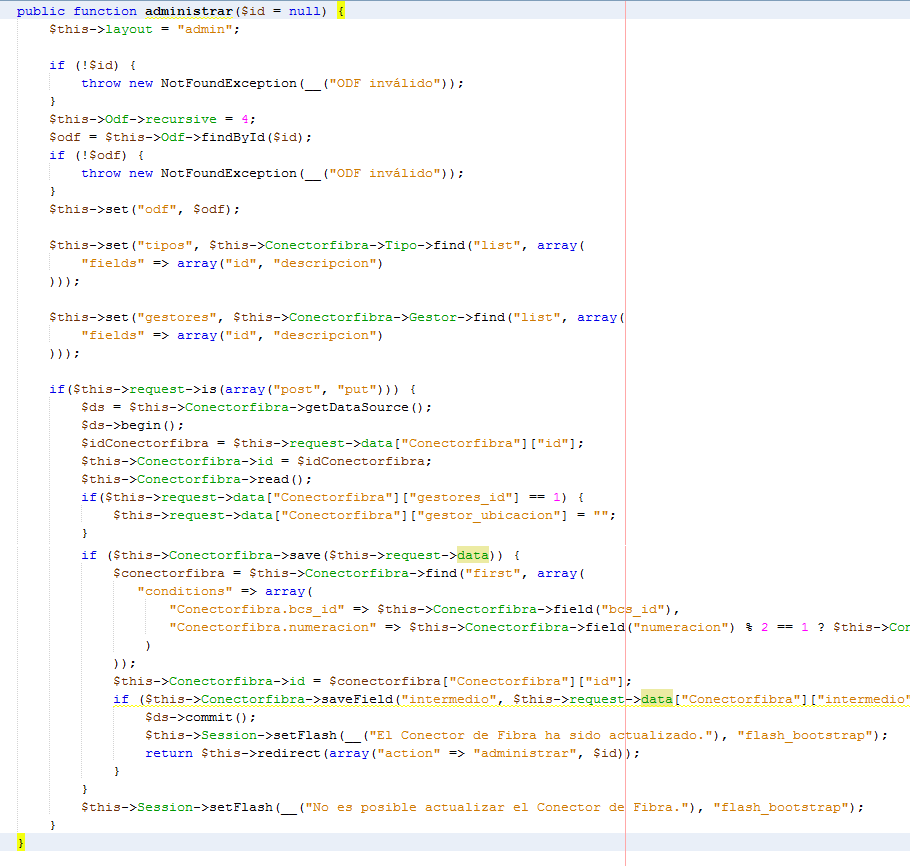 public function administrar($id = null) {
$this->layout = "admin";
if (!$id) {
throw new NotFoundException(__("ODF inválido"));
}
$this->Odf->recursive = 4;
$odf = $this->Odf->findById($id);
if (!$odf) {
throw new NotFoundException(__("ODF inválido"));
}
$this->set("odf", $odf);
$this->set("tipos", $this->Conectorfibra->Tipo->find("list", array(
"fields" => array("id", "descripcion")
)));
$this->set("gestores", $this->Conectorfibra->Gestor->find("list", array(
"fields" => array("id", "descripcion")
)));
if($this->request->is(array("post", "put"))) {
$ds = $this->Conectorfibra->getDataSource();
$ds->begin();
$idConectorfibra = $this->request->data["Conectorfibra"]["id"];
$this->Conectorfibra->id = $idConectorfibra;
$this->Conectorfibra->read();
if($this->request->data["Conectorfibra"]["gestores_id"] == 1) {
$this->request->data["Conectorfibra"]["gestor_ubicacion"] = "";
}
if ($this->Conectorfibra->save($this->request->data)) {
$conectorfibra = $this->Conectorfibra->find("first", array(
"conditions" => array(
"Conectorfibra.bcs_id" => $this->Conectorfibra->field("bcs_id"),
"Conectorfibra.numeracion" => $this->Conectorfibra->field("numeracion") % 2 == 1 ? $this->Con
)
));
$this->Conectorfibra->id = $conectorfibra["Conectorfibra"]["id"];
if ($this->Conectorfibra->saveField("intermedio", $this->request->data["Conectorfibra"]["intermedio"
$ds->commit();
$this->Session->setFlash(__("El Conector de Fibra ha sido actualizado."), "flash_bootstrap");
return $this->redirect(array("action" => "administrar", $id));
}
}
$this->Session->setFlash(__("No es posible actualizar el Conector de Fibra."), "flash_bootstrap");
}
}